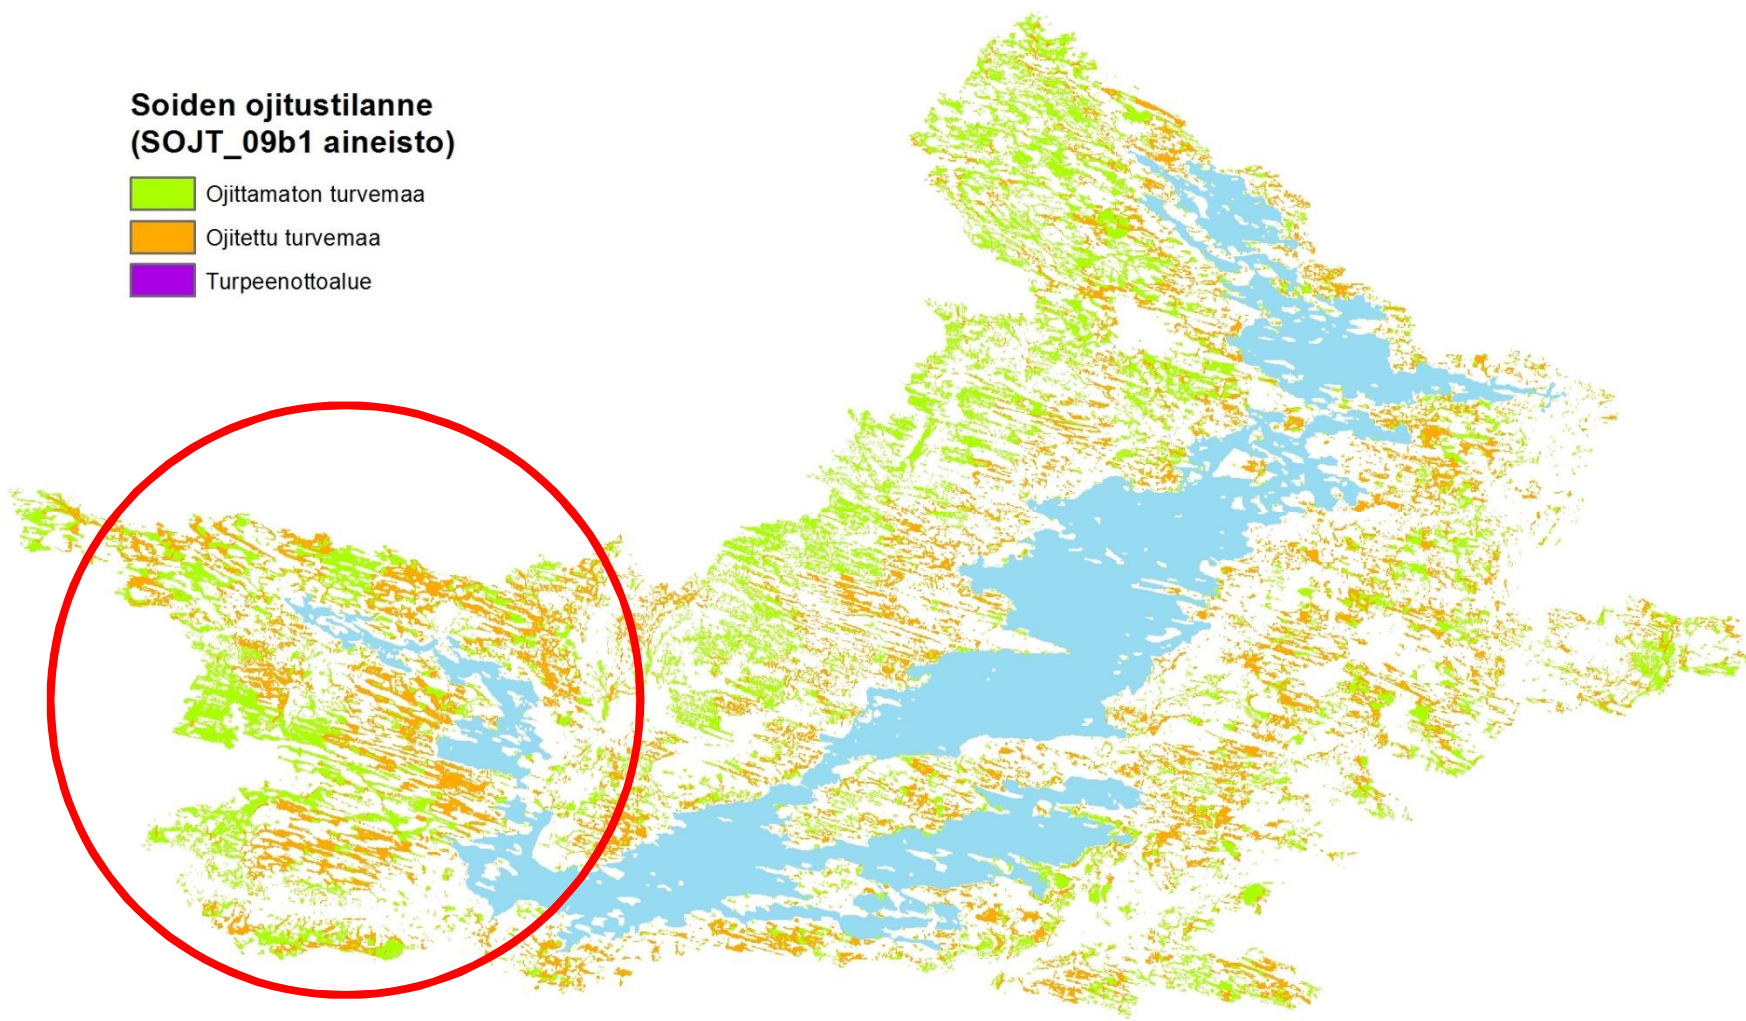 Soiden ojitustilanne
(SOJT_09b1 aineisto)
Ojittamaton turvemaa
Ojitettu turvemaa
Turpeenottoalue